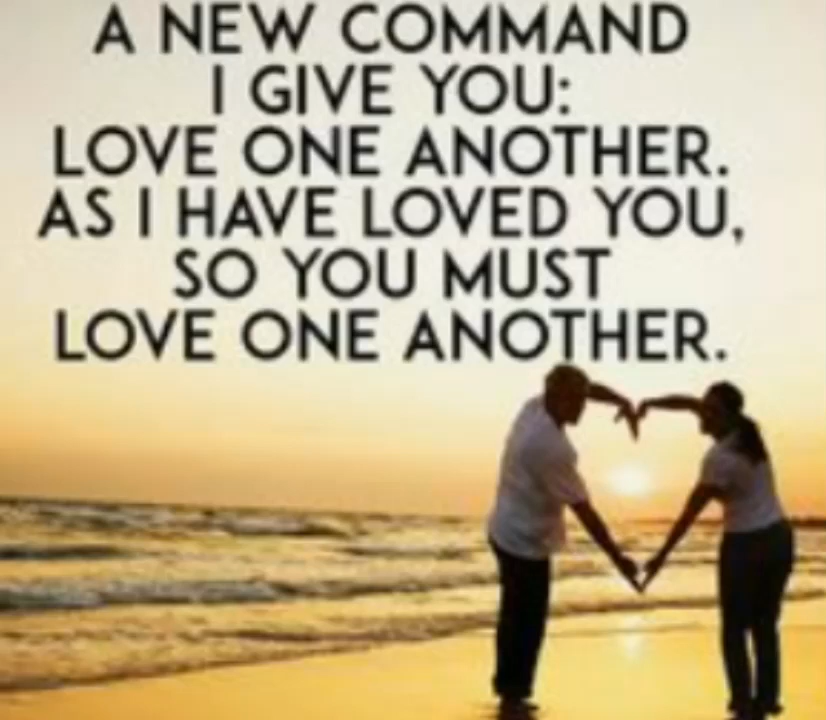 A NEW COMMAND
I GIVE YOU:
LOVE ONE ANOTHER.
AS I HAVE LOVED YOU,
SO YOU MUST
LOVE ONE ANOTHER.